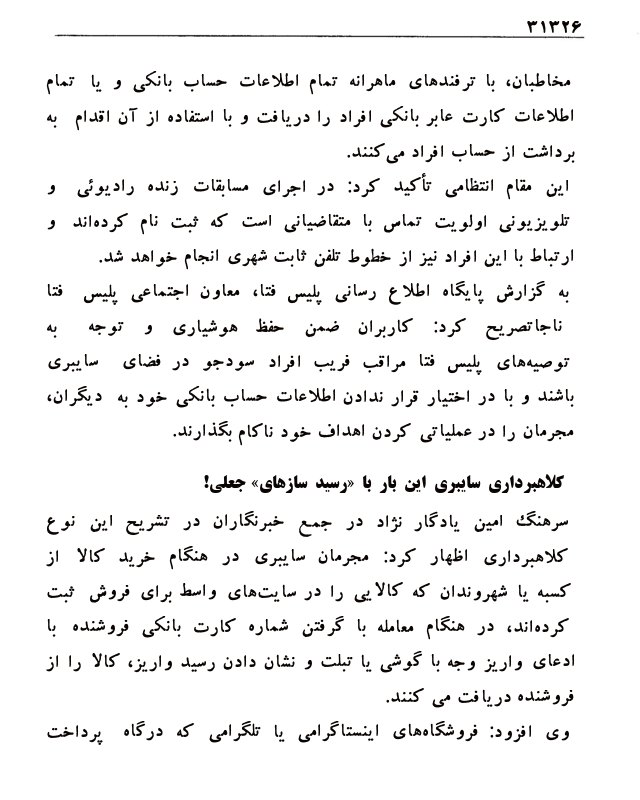 ۳۱۳۲۶
مخاطبان، با ترفندهای ماهرانه تمام اطلاعات حساب بانکی و یا تمام
اطلاعات کارت عابر بانکی افراد را دریافت و با استفاده از آن اقدام به
برداشت از حساب افراد می‌کنند.
این مقام انتظامی تأکید کرد: در اجرای مسابقات زنده رادیوئی و
تلویزیونی اولویت تماس با متقاضیانی است که ثبت نام کرده‌اند و
ارتباط با این افراد نیز از خطوط تلفن ثابت شهری انجام خواهد شد.
به گزارش پایگاه اطلاع رسانی پلیس فتا، معاون اجتماعی پلیس فتا
ناجاتصریح کرد: کاربران ضمن حفظ هوشیاری و توجه به
توصیه‌های پلیس فتا مراقب فریب افراد سودجو در فضای سایبری
باشند و با در اختیار قرار ندادن اطلاعات حساب بانکی خود به دیگران،
مجرمان را در عملیاتی کردن اهداف خود ناکام بگذارند.
کلاهبرداری سایبری این بار با «رسید سازهای» جعلی!
سرهنگ امین یادگار نژاد در جمع خبرنگاران در تشریح این نوع
کلاهبرداری اظهار کرد: مجرمان سایبری در هنگام خرید کالا از
کسبه یا شهروندان که کالایی را در سایت‌های واسط برای فروش ثبت
کرده‌اند، در هنگام معامله با گرفتن شماره کارت بانکی فروشنده با
ادعای واریز وجه با گوشی یا تبلت و نشان دادن رسید واریز، کالا را از
فروشنده دریافت می کنند.
وی افزود: فروشگاه‌های اینستاگرامی یا تلگرامی که درگاه پرداخت